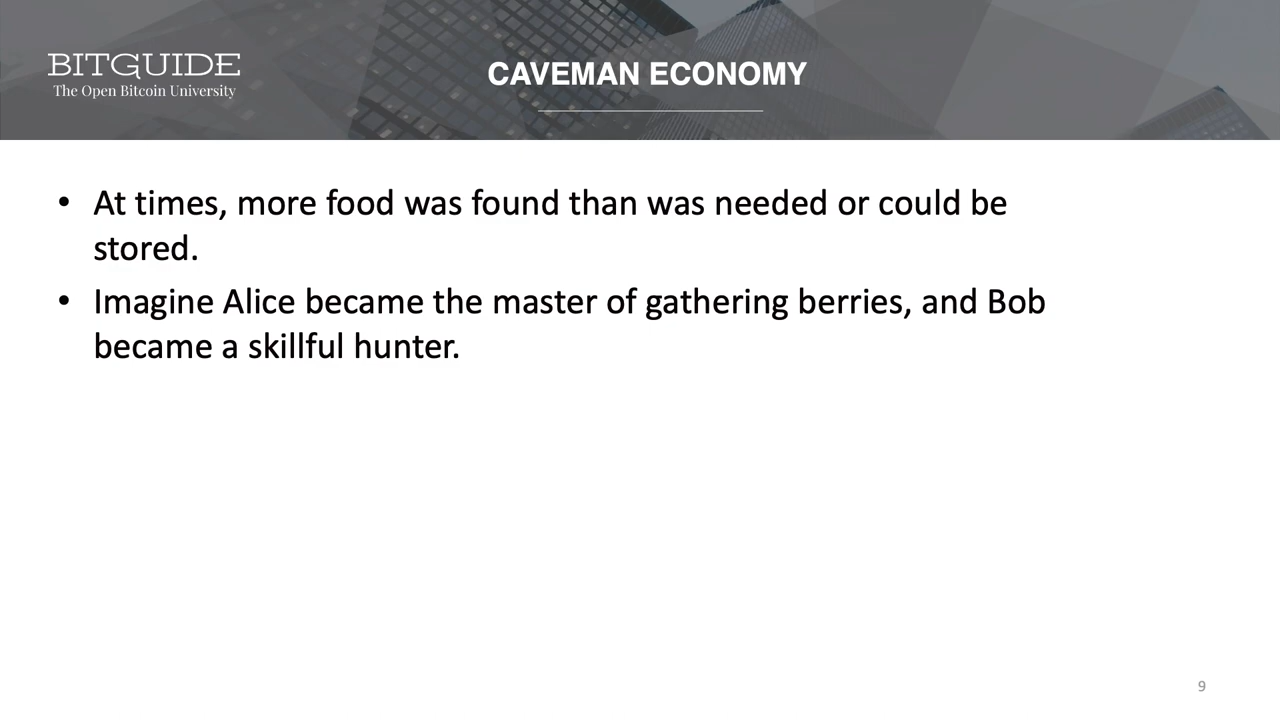 BITGUIDE
The Open Bitcoin University
CAVEMAN ECONOMY
• At times, more food was found than was needed or could be
stored.
• Imagine Alice became the master of gathering berries, and Bob
became a skillful hunter.
9